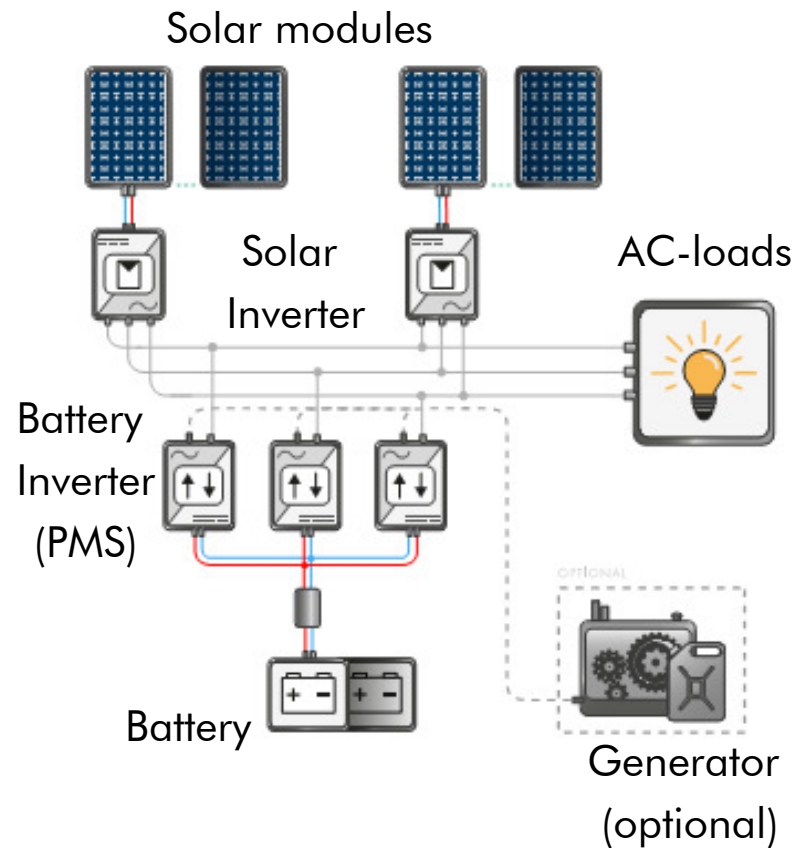 Solar modules
Solar
Inverter
AC-loads
Battery
Inverter
(PMS)
OPTIONAL
Battery
Generator
(optional)